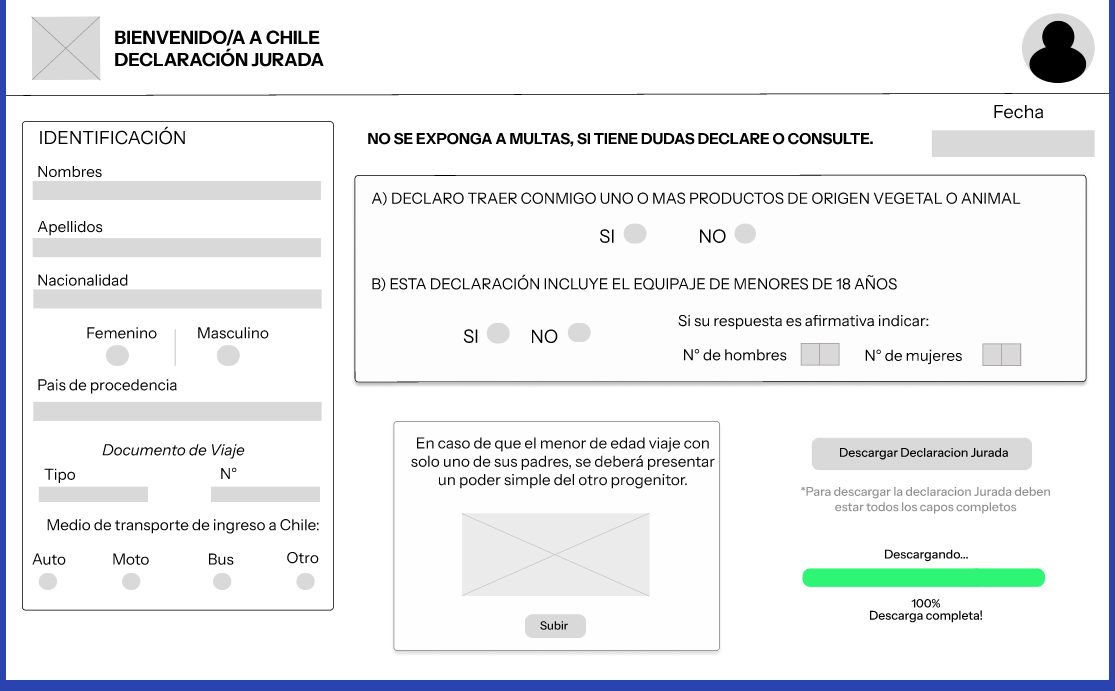 BIENVENIDO/A A CHILE
DECLARACIÓN JURADA
Fecha
IDENTIFICACIÓN
Nombres
Apellidos
Nacionalidad
Femenino
Masculino
Pais de procedencia
Documento de Viaje
Tipo
N°
Medio de transporte de ingreso a Chile:
Auto
Moto
Bus
Otro
NO SE EXPONGA A MULTAS, SI TIENE DUDAS DECLARE O CONSULTE.
A) DECLARO TRAER CONMIGO UNO O MAS PRODUCTOS DE ORIGEN VEGETAL O ANIMAL
SI
NO
B) ESTA DECLARACIÓN INCLUYE EL EQUIPAJE DE MENORES DE 18 AÑOS
SI
NO
Si su respuesta es afirmativa indicar:
N° de hombres
N° de mujeres
En caso de que el menor de edad viaje con
solo uno de sus padres, se deberá presentar
un poder simple del otro progenitor.
Subir
Descargar Declaracion Jurada
*Para descargar la declaracion Jurada deben
estar todos los capos completos
Descargando...
100%
Descarga completa!